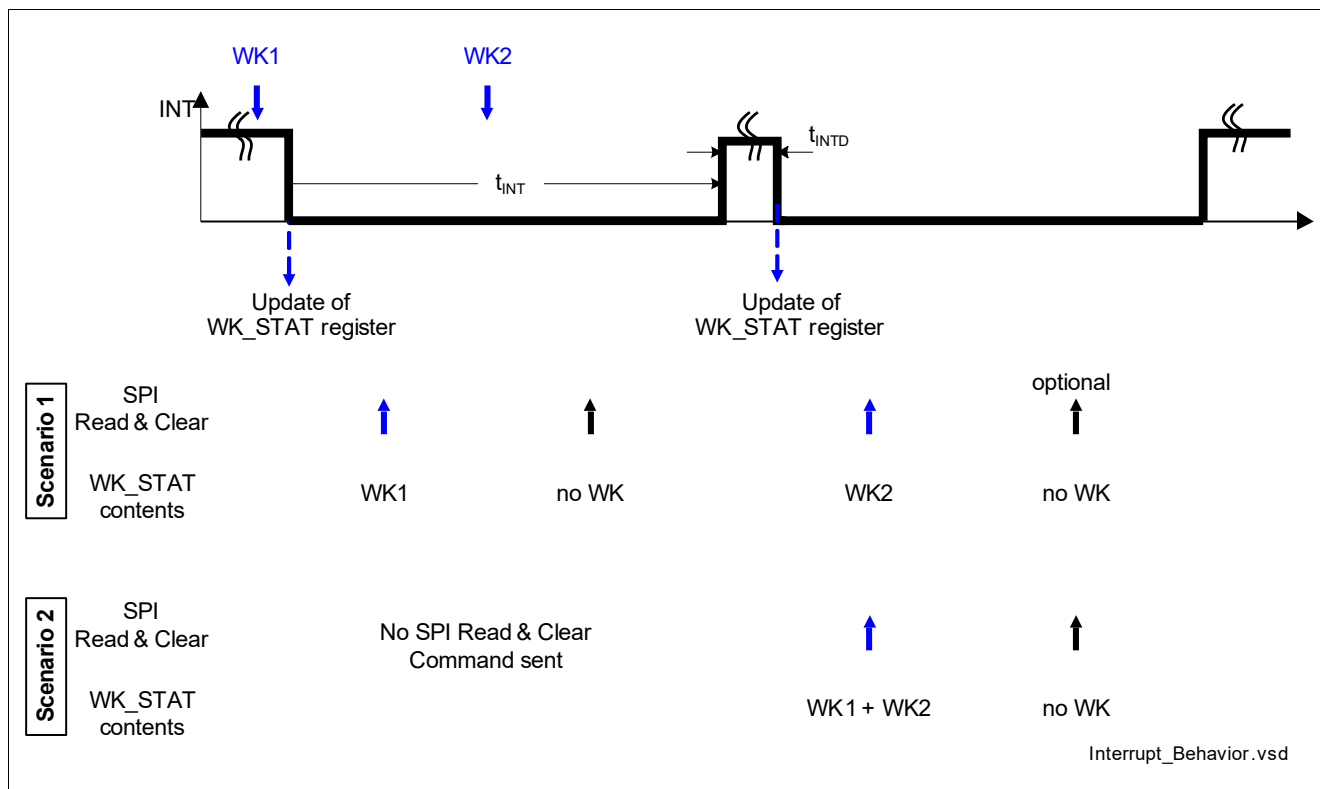 WK1
WK2
INT
tINTD
tINT
Update of
WK_STAT register
Update of
WK_STAT register
Scenario 1
SPI
Read & Clear
optional
WK_STAT
contents
WK1
no WK
WK2
no WK
Scenario 2
SPI
Read & Clear
No SPI Read & Clear
Command sent
WK_STAT
contents
WK1 + WK2
no WK
Interrupt_Behavior.vsd